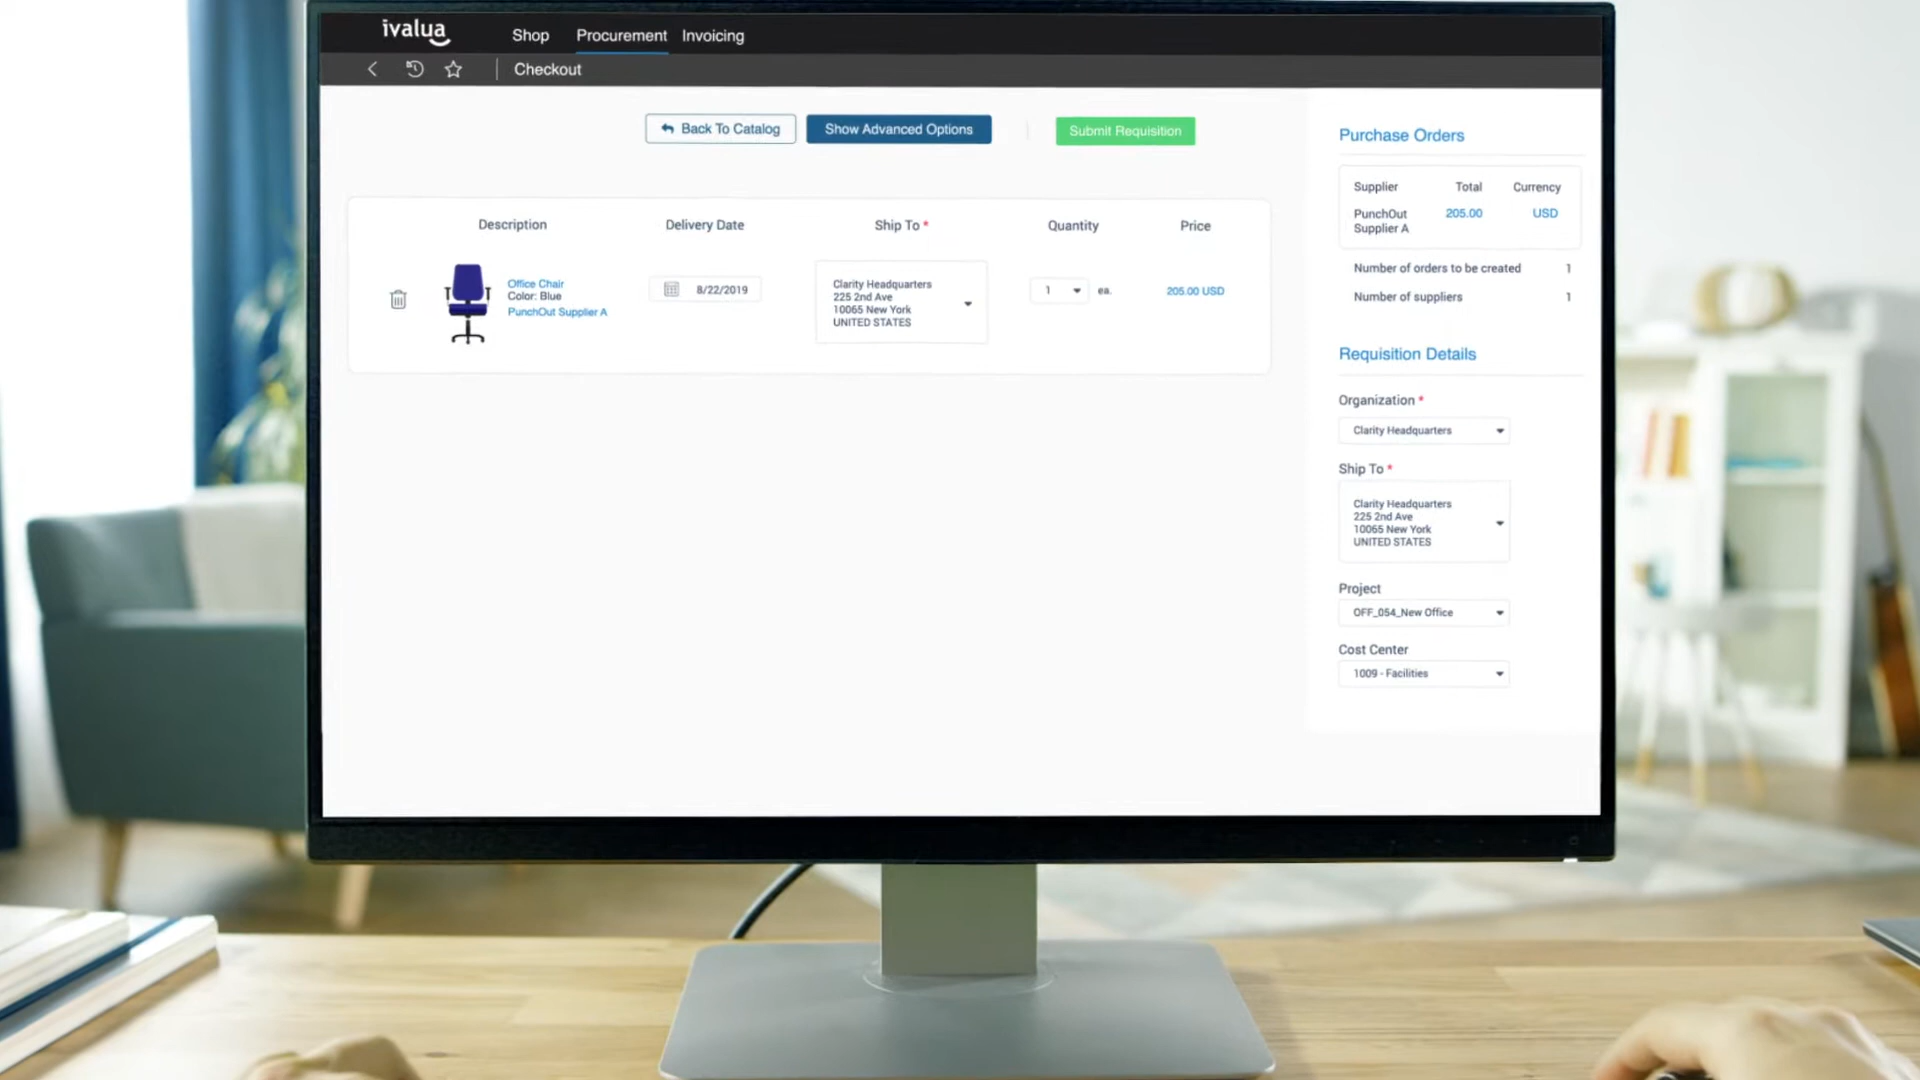 ivalua
Shop Procurement Invoicing
Checkout
Back To Catalog
Show Advanced Options
Submit Requisition
Description Delivery Date Ship To * Quantity Price
Office Chair
Color: Blue
PunchOut Supplier A
8/22/2019
Clarity Headquarters
225 2nd Ave
10065 New York
UNITED STATES
1 ea.
205.00 USD
Purchase Orders
Supplier Total Currency
PunchOut 205.00 USD
Supplier A
Number of orders to be created 1
Number of suppliers 1
Requisition Details
Organization *
Clarity Headquarters
Ship To *
Clarity Headquarters
225 2nd Ave
10065 New York
UNITED STATES
Project
OFF_054_New Office
Cost Center
1009 - Facilities